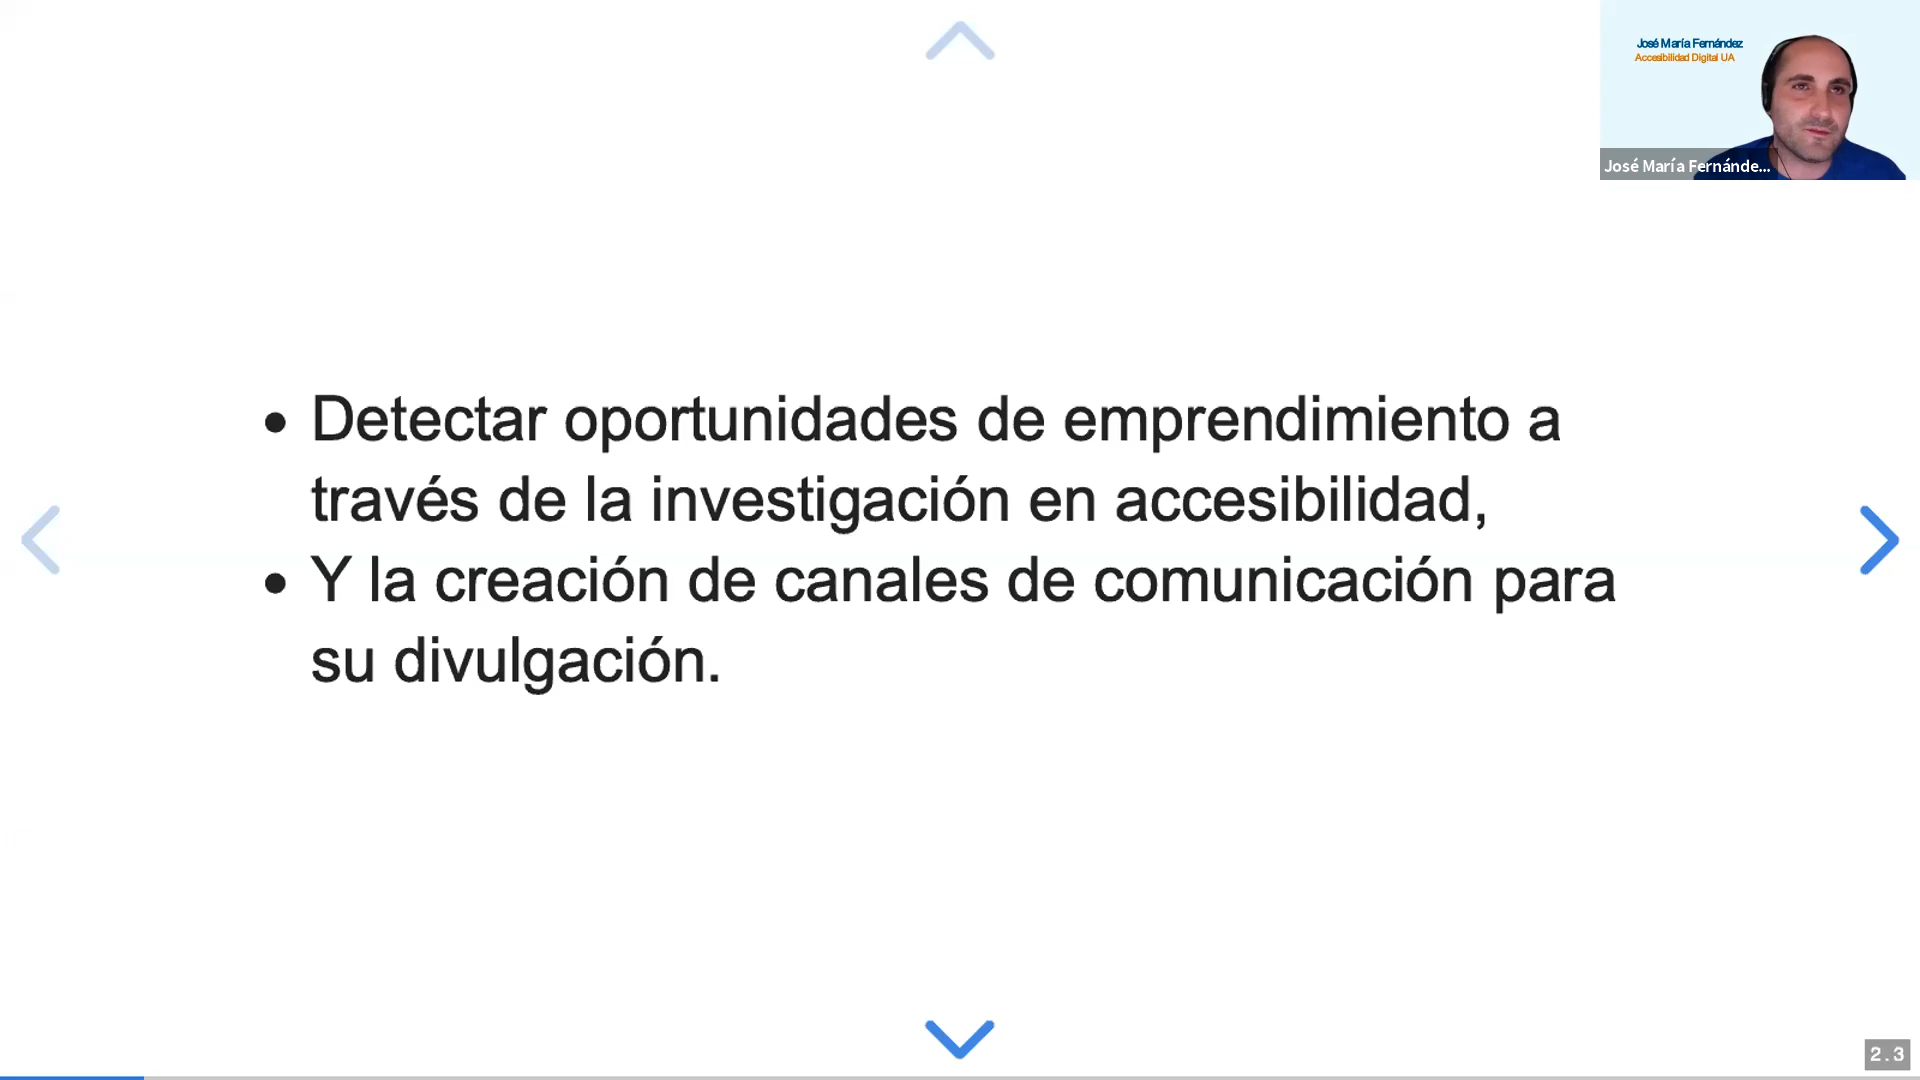 José María Fernández
Accesibilidad Digital UA
José María Fernánde...
• Detectar oportunidades de emprendimiento a
través de la investigación en accesibilidad,
• Y la creación de canales de comunicación para
su divulgación.
2.3